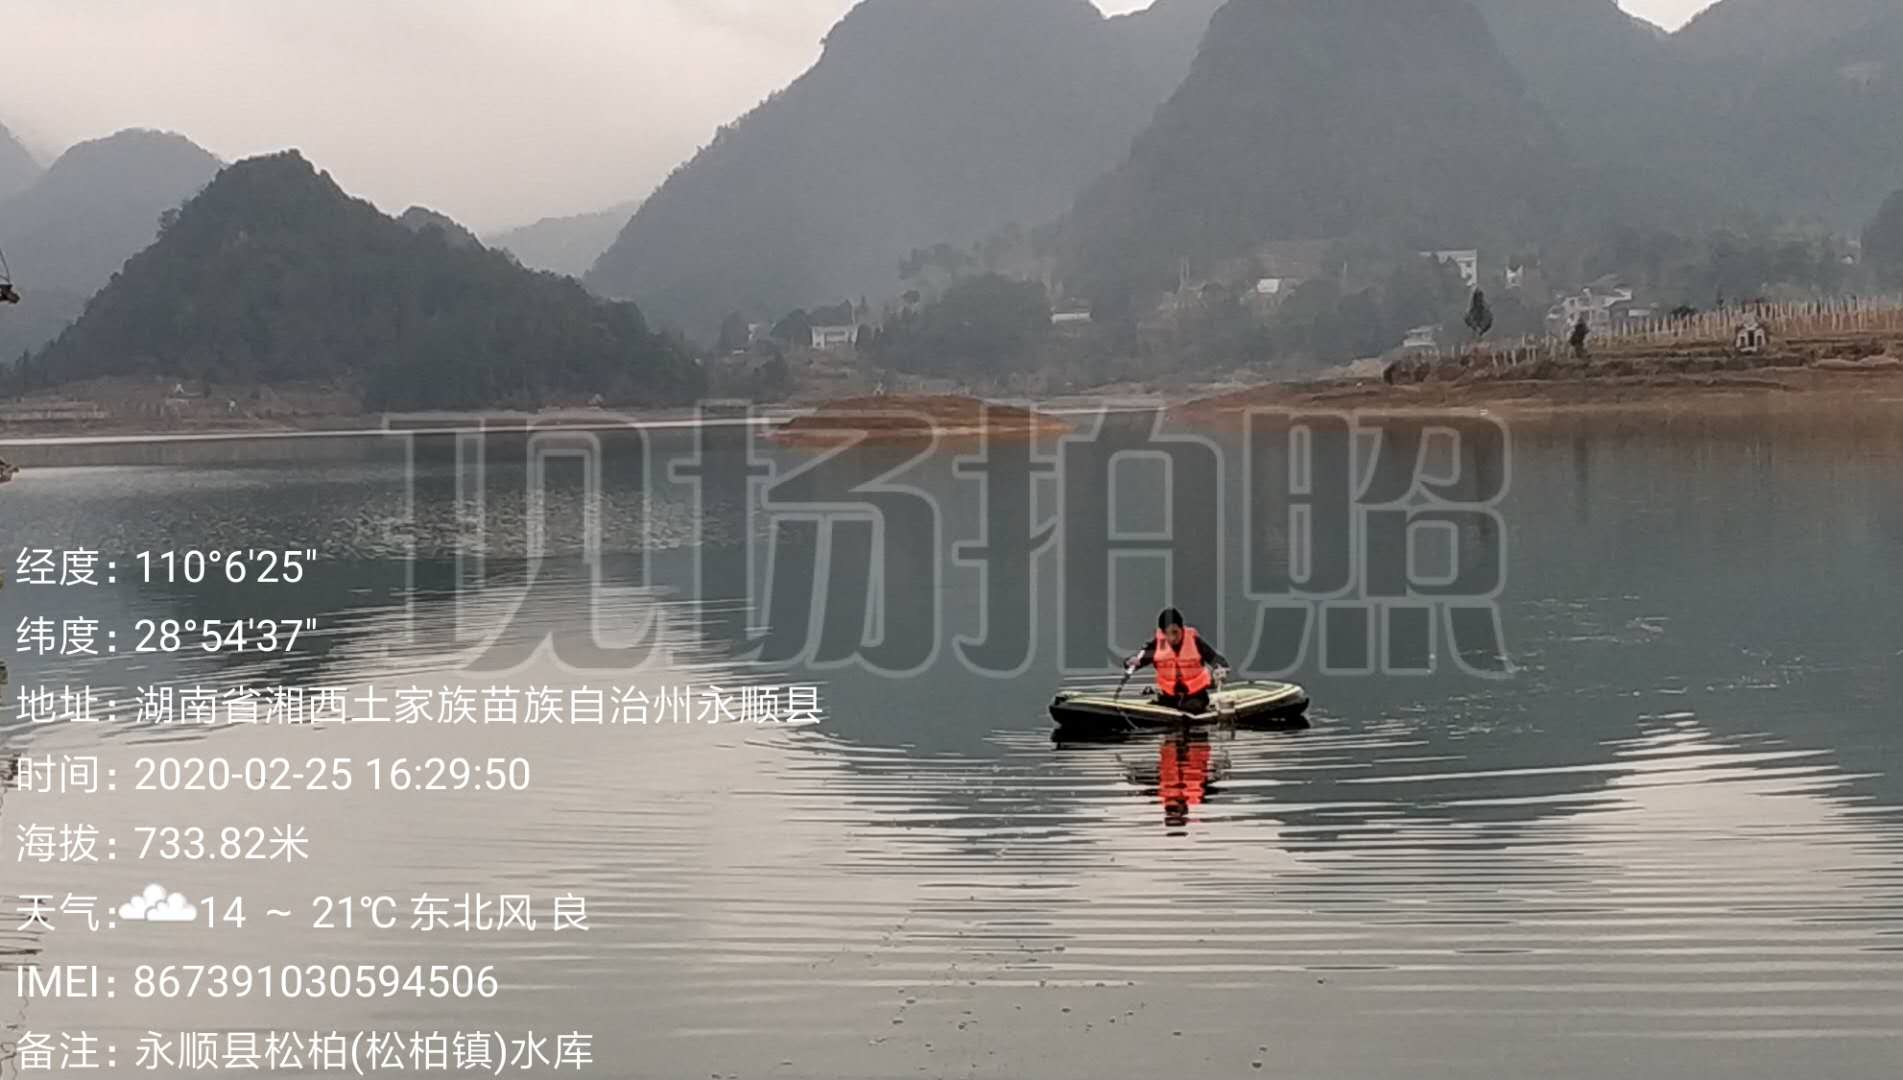 现场拍照
经度：110°6'25"
纬度：28°54'37"
地址：湖南省湘西土家族苗族自治州永顺县
时间：2020-02-25 16:29:50
海拔：733.82米
天气：14 ~ 21℃ 东北风 良
IMEI：867391030594506
备注：永顺县松柏(松柏镇)水库